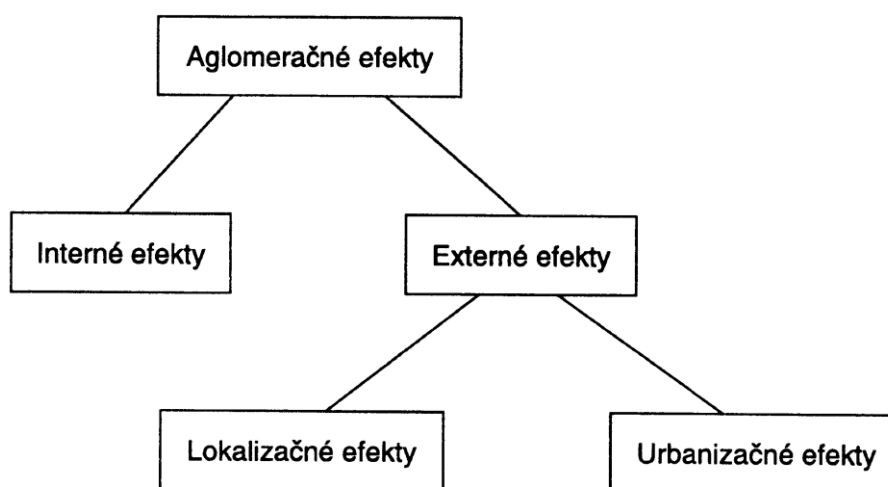 Aglomeračné efekty
Interné efekty
Externé efekty
Lokalizačné efekty
Urbanizačné efekty